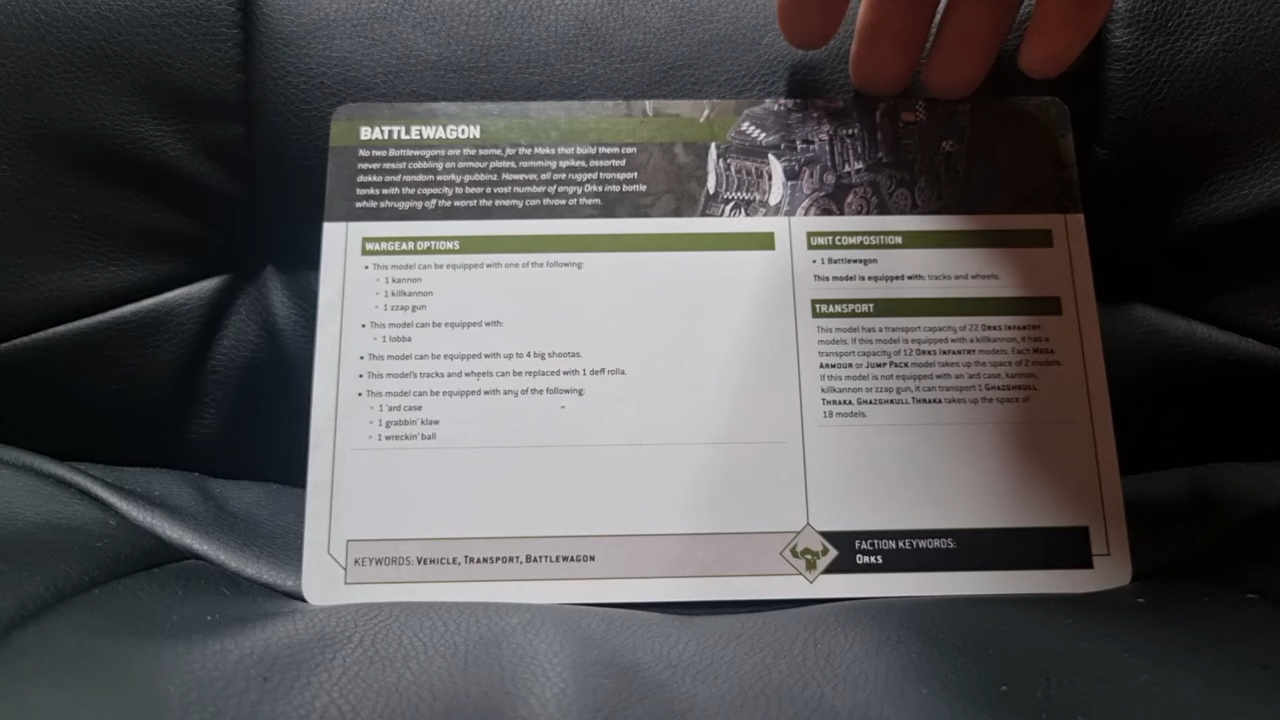 BATTLEWAGON
No two Battlewagons are the same, for the Meks that build them can
never resist cobbling on armour plates, ramming spikes, assorted
dakka and random worky-gubbinz. However, all are rugged transport
tanks with the capacity to bear a vast number of angry Orks into battle
while shrugging off the worst the enemy can throw at them.
WARGEAR OPTIONS
▪ This model can be equipped with one of the following:
◦ 1 kannon
◦ 1 killkannon
◦ 1 zzap gun
▪ This model can be equipped with:
◦ 1 lobba
▪ This model can be equipped with up to 4 big shootas.
▪ This model's tracks and wheels can be replaced with 1 deff rolla.
▪ This model can be equipped with any of the following:
◦ 1 'ard case
◦ 1 grabbin' klaw
◦ 1 wreckin' ball
UNIT COMPOSITION
▪ 1 Battlewagon
This model is equipped with: tracks and wheels.
TRANSPORT
This model has a transport capacity of 22 ORKS INFANTRY
models. If this model is equipped with a killkannon, it has a
transport capacity of 12 ORKS INFANTRY models. Each MEGA
ARMOUR or JUMP PACK model takes up the space of 2 models.
If this model is not equipped with an 'ard case, kannon,
killkannon or zzap gun, it can transport 1 GHAZGHKULL
THRAKA. GHAZGHKULL THRAKA takes up the space of
18 models.
KEYWORDS: VEHICLE, TRANSPORT, BATTLEWAGON
FACTION KEYWORDS:
ORKS